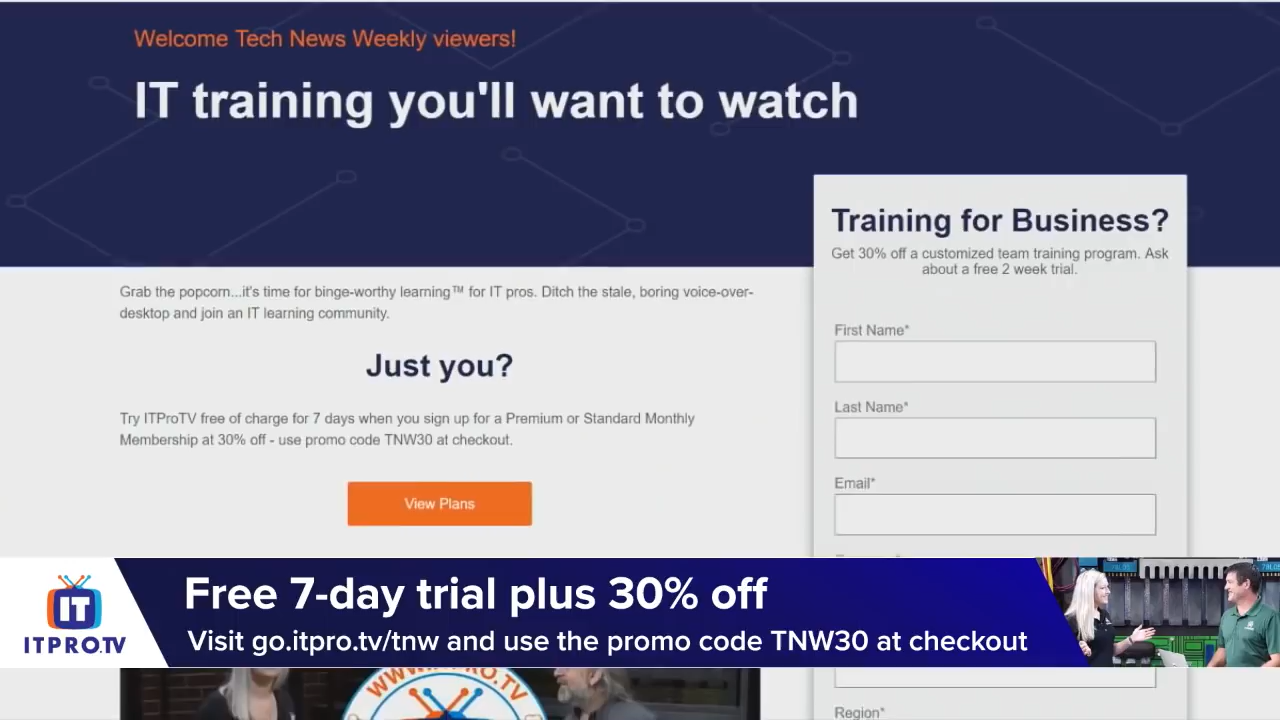 Welcome Tech News Weekly viewers!
IT training you'll want to watch
Training for Business?
Get 30% off a customized team training program. Ask
about a free 2 week trial.
Grab the popcorn...it's time for binge-worthy learning™ for IT pros. Ditch the stale, boring voice-over-
desktop and join an IT learning community.
Just you?
Try ITProTV free of charge for 7 days when you sign up for a Premium or Standard Monthly
Membership at 30% off - use promo code TNW30 at checkout.
View Plans
First Name*
Last Name*
Email*
IT
ITPRO.TV
Free 7-day trial plus 30% off
Visit go.itpro.tv/tnw and use the promo code TNW30 at checkout
WWW.ITPRO.TV
Region*